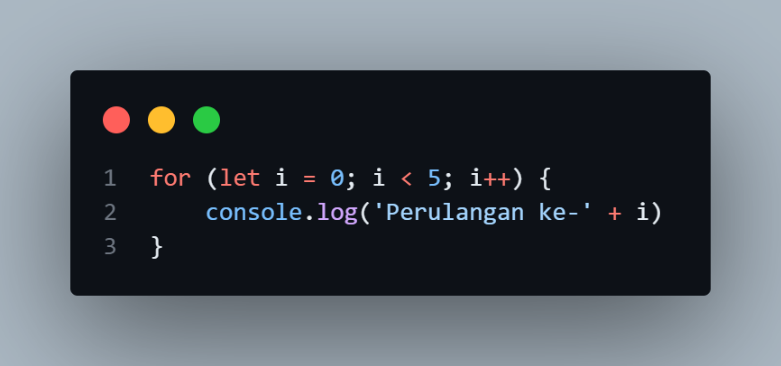 1 for (let i = 0; i < 5; i++) {
2     console.log('Perulangan ke-' + i)
3 }